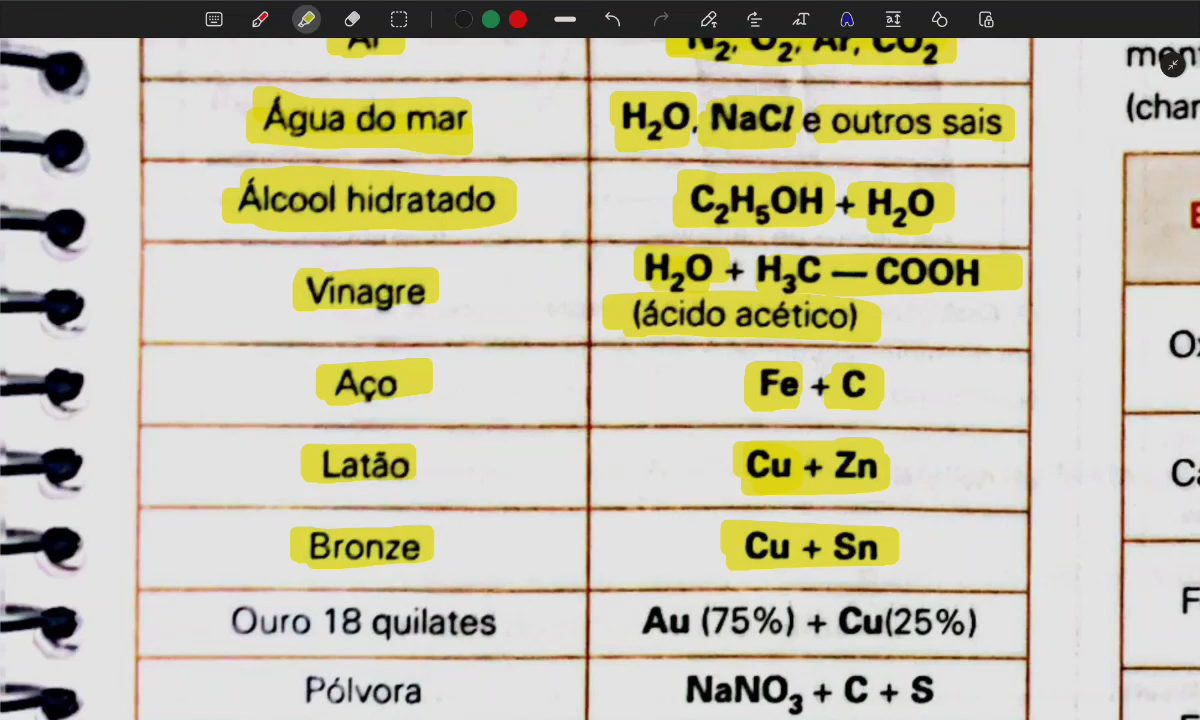 Ar N₂, O₂, Ar, CO₂
Água do mar H₂O, NaCl e outros sais
Álcool hidratado C₂H₅OH + H₂O
Vinagre H₂O + H₃C — COOH
(ácido acético)
Aço Fe + C
Latão Cu + Zn
Bronze Cu + Sn
Ouro 18 quilates Au (75%) + Cu(25%)
Pólvora NaNO₃ + C + S
(char